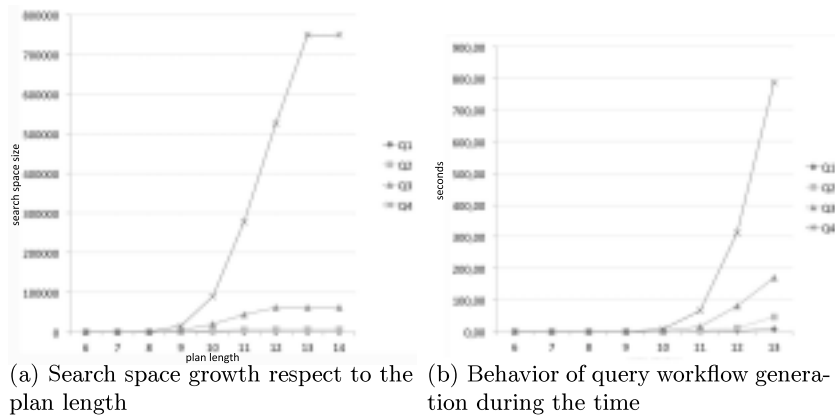 800000
700000
600000
500000
400000
300000
200000
100000
0
search space size
6 7 8 9 10 11 12 13 14
plan length
Q1
Q2
Q3
Q4
(a) Search space growth respect to the
plan length
900,00
800,00
700,00
600,00
500,00
400,00
300,00
200,00
100,00
0,00
seconds
6 7 8 9 10 11 12 13
Q1
Q2
Q3
Q4
(b) Behavior of query workflow genera-
tion during the time